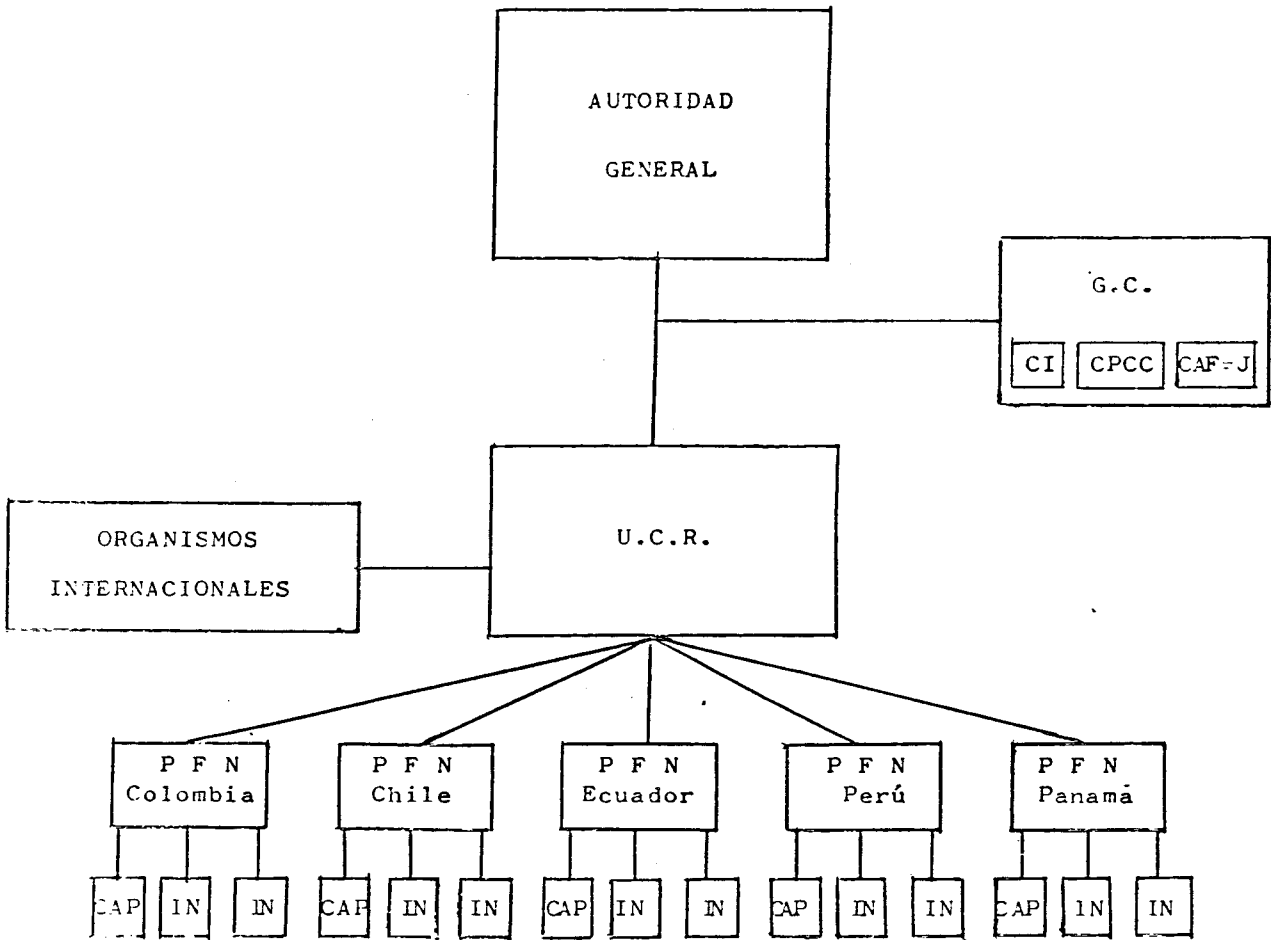 AUTORIDAD
GENERAL
G.C.
CI CPCC CAF=J
ORGANISMOS
INTERNACIONALES
U.C.R.
P F N P F N P F N P F N P F N
Colombia Chile Ecuador Perú Panamá
CAP IN IN CAP IN IN CAP IN IN CAP IN IN CAP IN IN